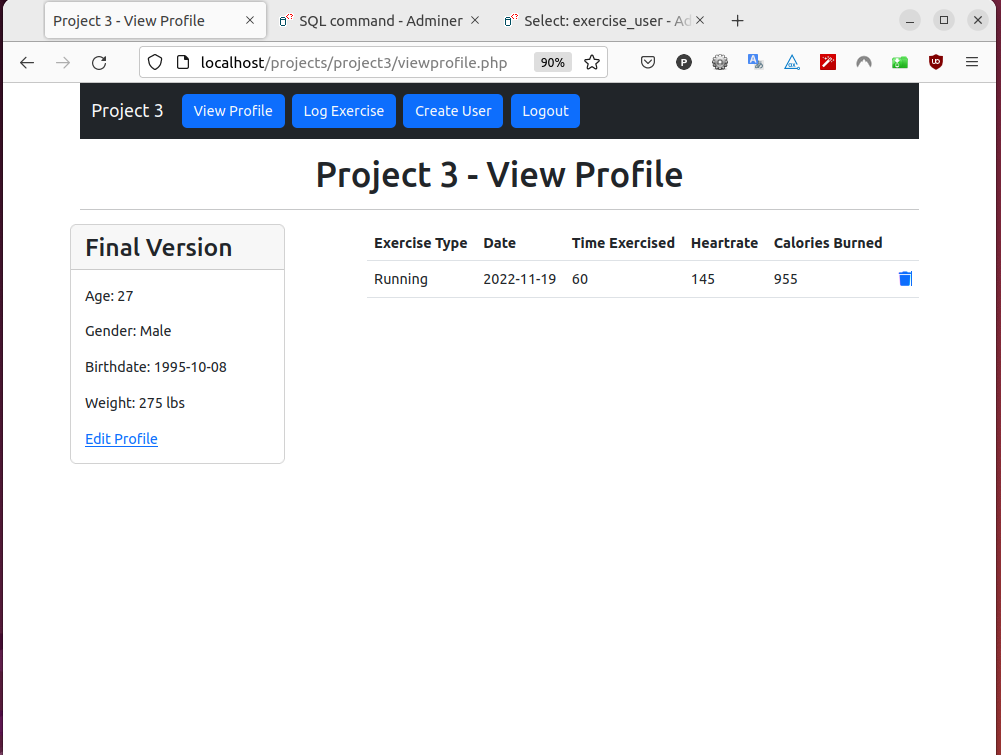 Project 3 - View Profile
SQL command - Adminer
Select: exercise_user - Ad
localhost/projects/project3/viewprofile.php
90%
Project 3
View Profile
Log Exercise
Create User
Logout
Project 3 - View Profile
Final Version
Age: 27
Gender: Male
Birthdate: 1995-10-08
Weight: 275 lbs
Edit Profile
Exercise Type Date Time Exercised Heartrate Calories Burned
Running 2022-11-19 60 145 955